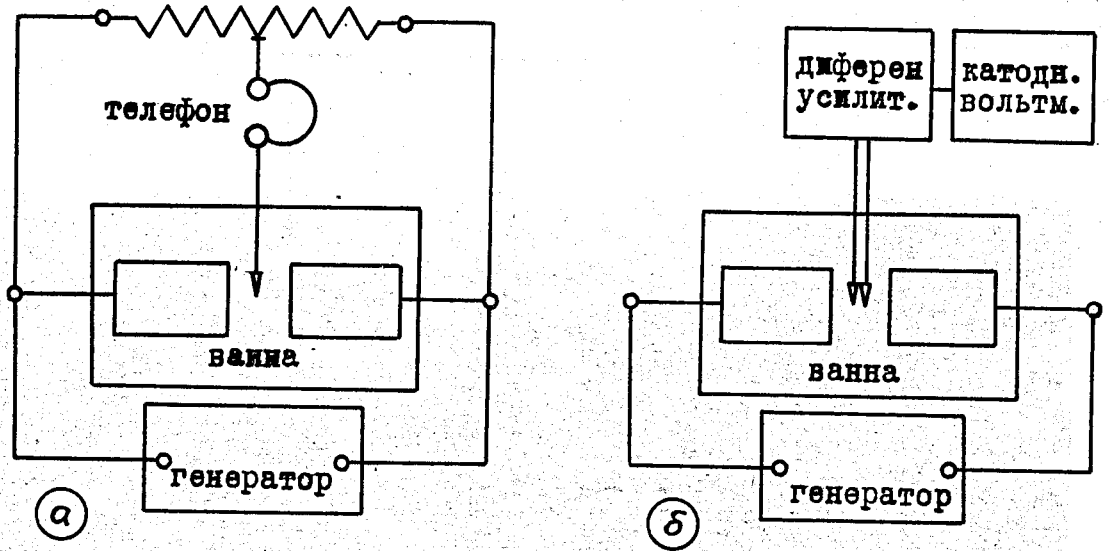 телефон
ванна
генератор
а
диферен
усилит.
катодн.
вольтм.
ванна
генератор
б